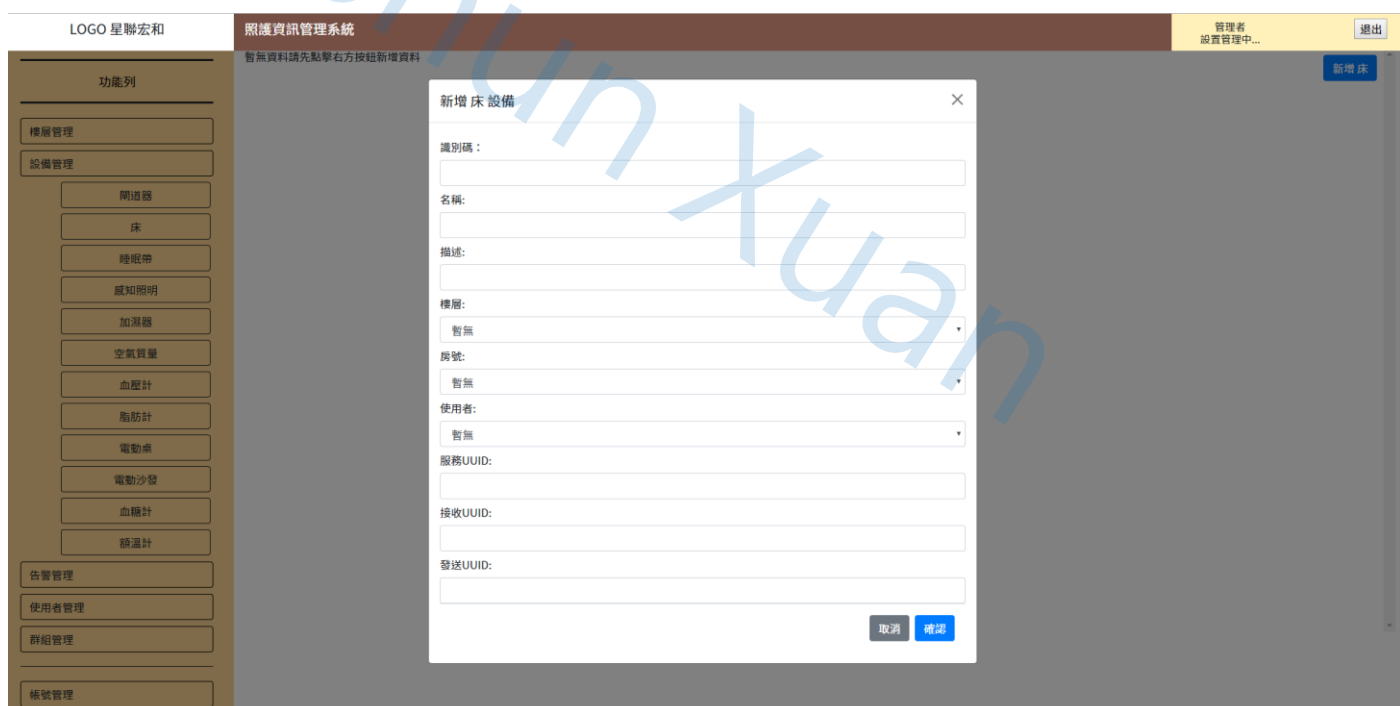 LOGO 星聯宏和
照護資訊管理系統
管理者
設置管理中...
退出
功能列
樓層管理
設備管理
閘道器
床
睡眠帶
感知照明
加濕器
空氣質量
血壓計
脂肪計
電動桌
電動沙發
血糖計
額溫計
告警管理
使用者管理
群組管理
帳號管理
暫無資料請先點擊右方按鈕新增資料
新增 床
新增 床 設備
×
識別碼：
名稱:
描述:
樓層:
暫無
房號:
暫無
使用者:
暫無
服務UUID:
接收UUID:
發送UUID:
取消
確認
hun Xuan